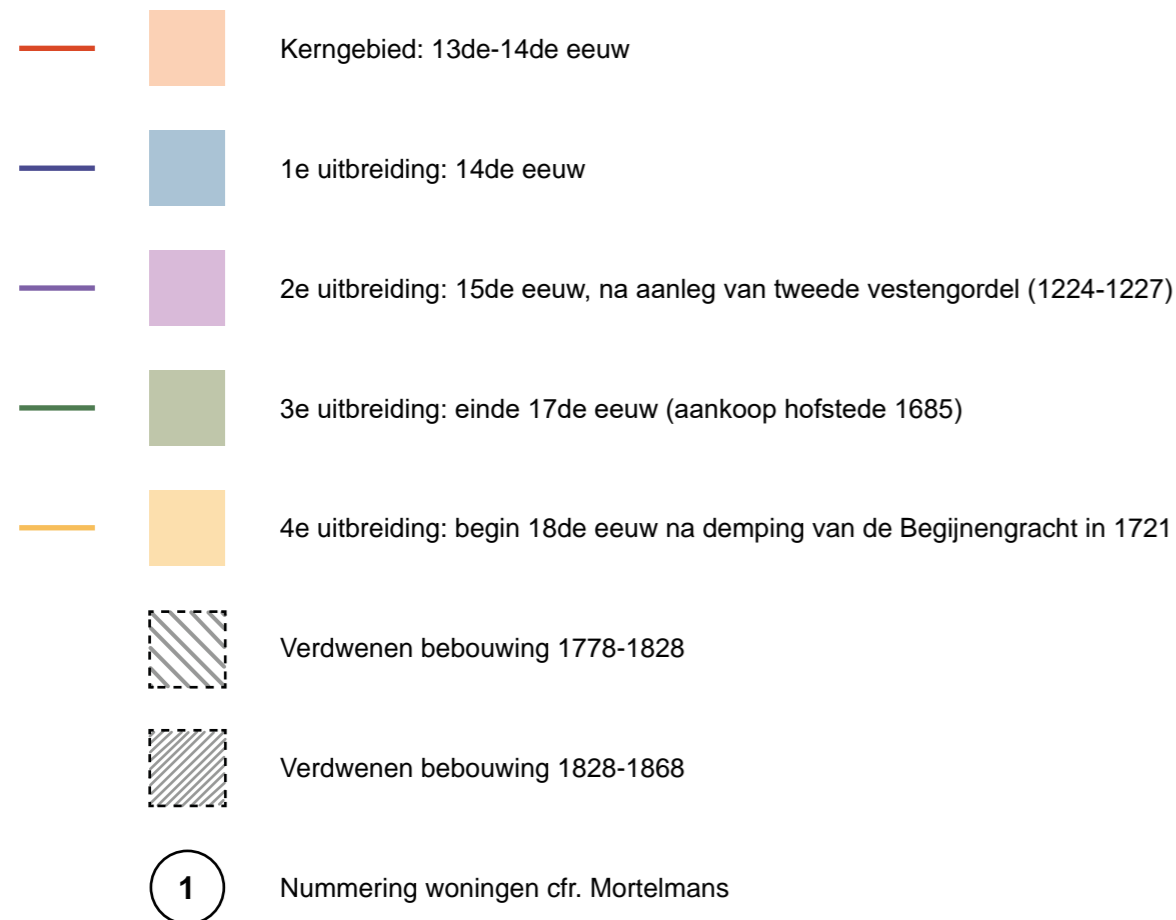 Kerngebied: 13de-14de eeuw
1e uitbreiding: 14de eeuw
2e uitbreiding: 15de eeuw, na aanleg van tweede vestengordel (1224-1227)
3e uitbreiding: einde 17de eeuw (aankoop hofstede 1685)
4e uitbreiding: begin 18de eeuw na demping van de Begijnengracht in 1721
Verdwenen bebouwing 1778-1828
Verdwenen bebouwing 1828-1868
1 Nummering woningen cfr. Mortelmans